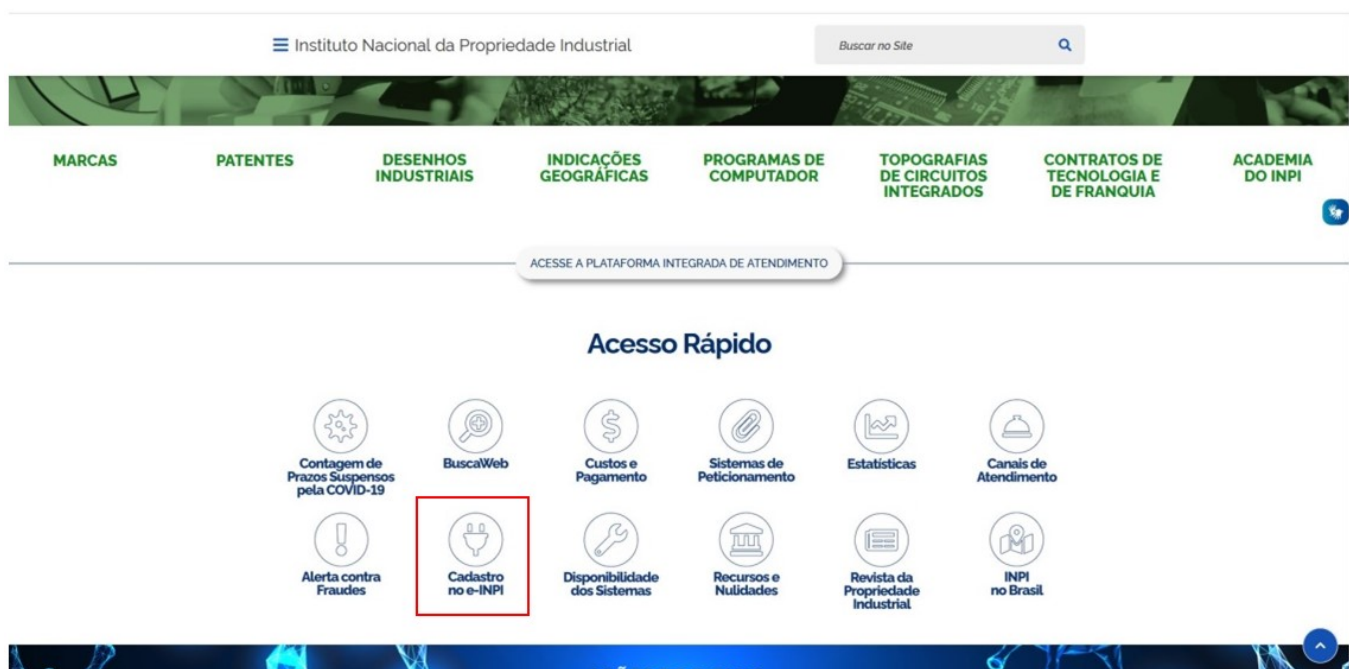 Instituto Nacional da Propriedade Industrial
Buscar no Site
MARCAS
PATENTES
DESENHOS
INDUSTRIAIS
INDICAÇÕES
GEOGRÁFICAS
PROGRAMAS DE
COMPUTADOR
TOPOGRAFIAS
DE CIRCUITOS
INTEGRADOS
CONTRATOS DE
TECNOLOGIA E
DE FRANQUIA
ACADEMIA
DO INPI
ACESSE A PLATAFORMA INTEGRADA DE ATENDIMENTO
Acesso Rápido
Contagem de
Prazos Suspensos
pela COVID-19
BuscaWeb
Custos e
Pagamento
Sistemas de
Peticionamento
Estatísticas
Canais de
Atendimento
Alerta contra
Fraudes
Cadastro
no e-INPI
Disponibilidade
dos Sistemas
Recursos e
Nulidades
Revista da
Propriedade
Industrial
INPI
no Brasil